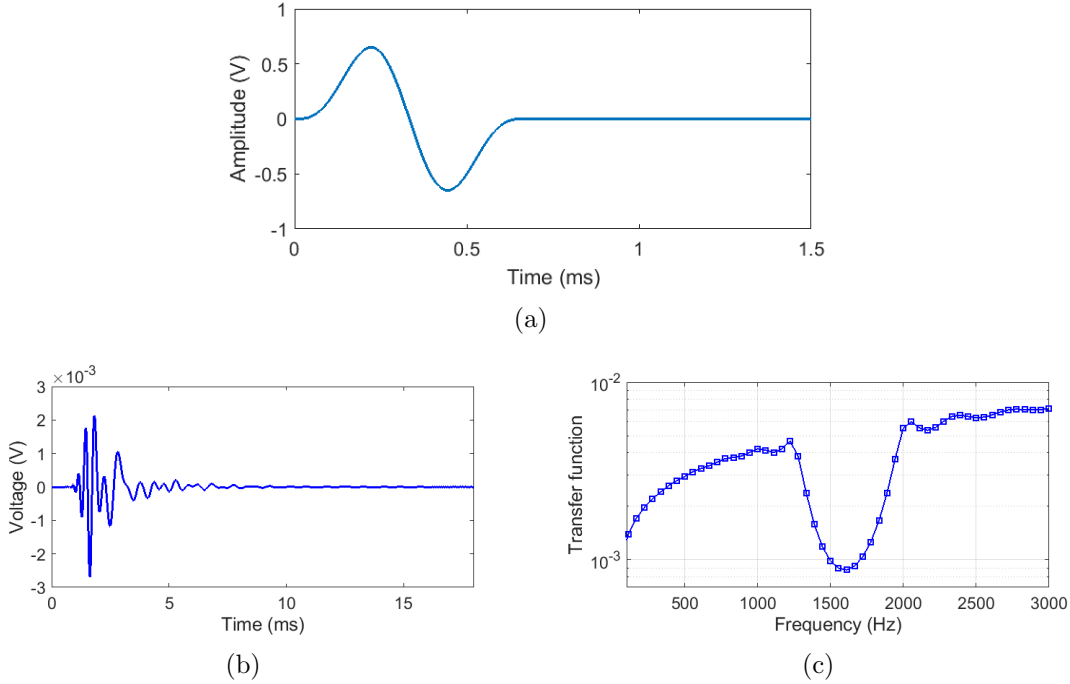 1
0.5
0
-0.5
-1
Amplitude (V)
0 0.5 1 1.5
Time (ms)
(a)
×10-3
3
2
1
0
-1
-2
-3
Voltage (V)
0 5 10 15
Time (ms)
(b)
10-2
10-3
Transfer function
500 1000 1500 2000 2500 3000
Frequency (Hz)
(c)